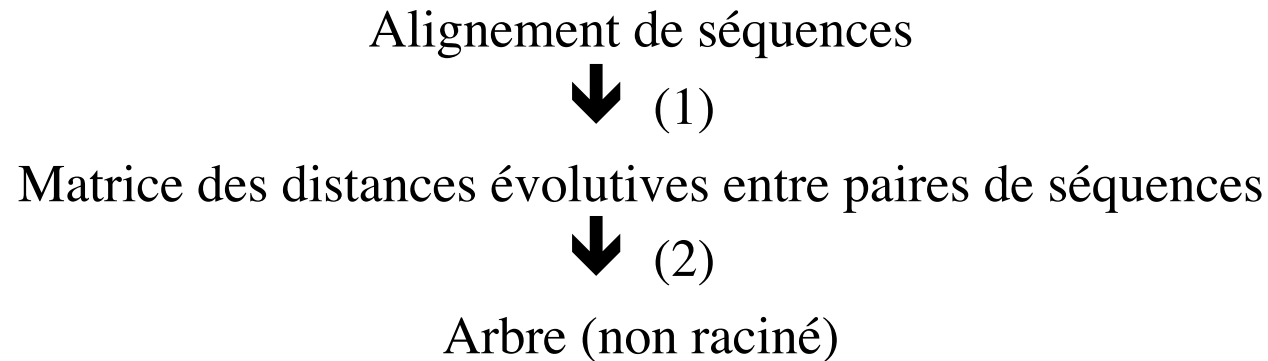 Alignement de séquences
(1)
Matrice des distances évolutives entre paires de séquences
(2)
Arbre (non raciné)